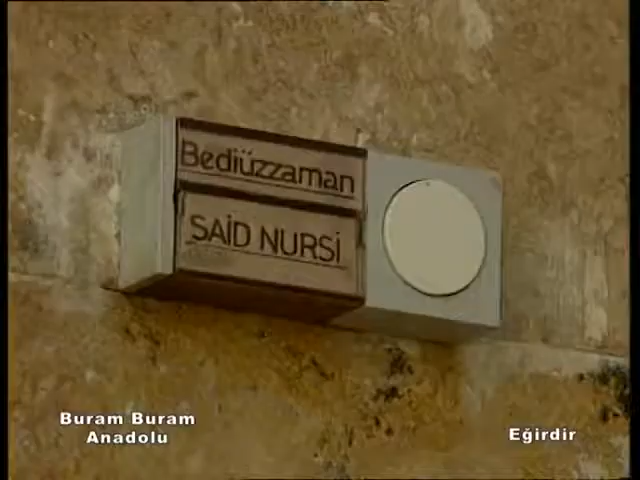 Bediüzzaman
SAİD NURSİ
Buram Buram
Anadolu
Eğirdir